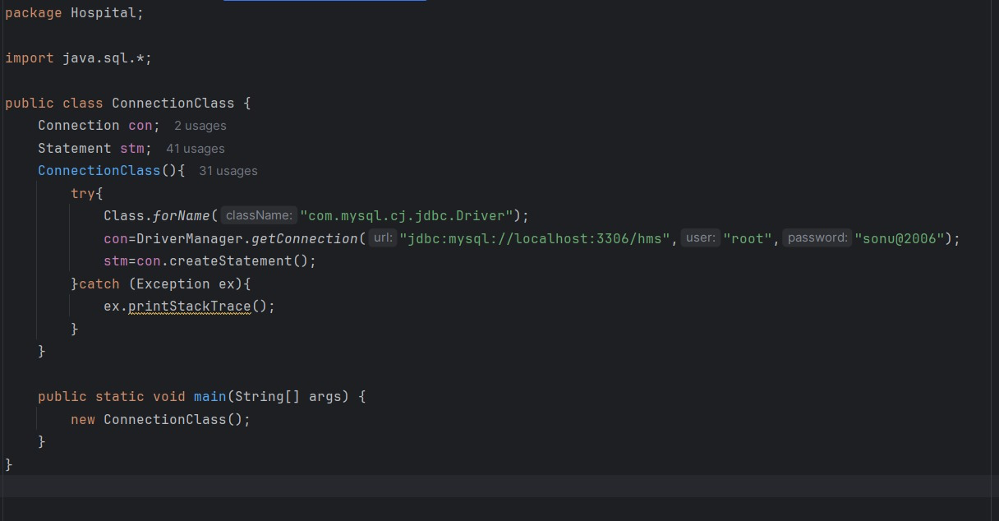 package Hospital;
import java.sql.*;
public class ConnectionClass {
Connection con; 2 usages
Statement stm; 41 usages
ConnectionClass(){ 31 usages
try{
Class.forName( className: "com.mysql.cj.jdbc.Driver");
con=DriverManager.getConnection( url: "jdbc:mysql://localhost:3306/hms", user: "root", password: "sonu@2006");
stm=con.createStatement();
}catch (Exception ex){
ex.printStackTrace();
}
}
public static void main(String[] args) {
new ConnectionClass();
}
}